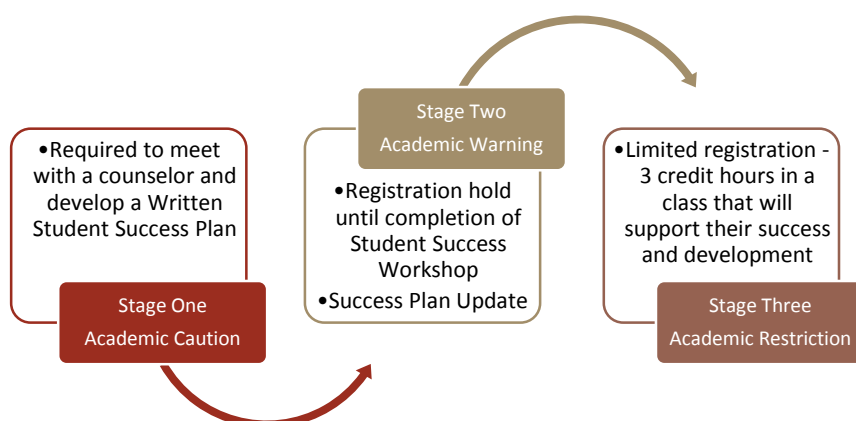 •Required to meet
with a counselor and
develop a Written
Student Success Plan
Stage One
Academic Caution
Stage Two
Academic Warning
•Registration hold
until completion of
Student Success
Workshop
•Success Plan Update
•Limited registration -
3 credit hours in a
class that will
support their success
and development
Stage Three
Academic Restriction